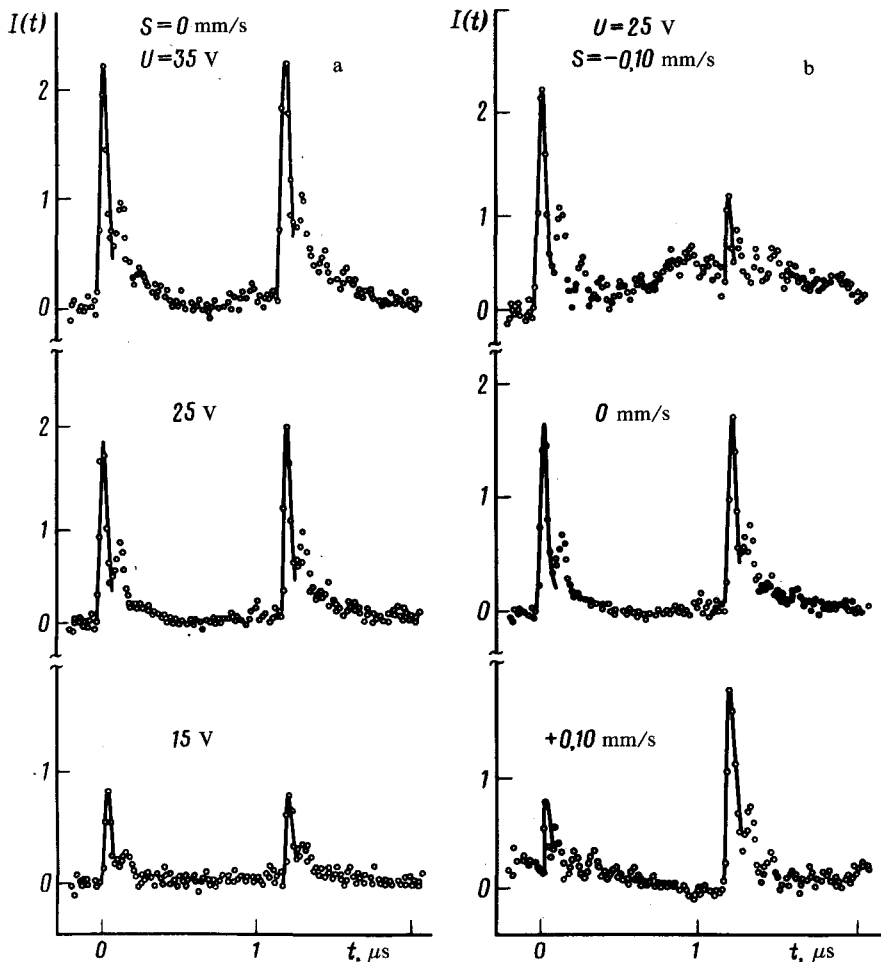 I(t)
S=0 mm/s
U=35 V
a
2
1
0
25 V
2
1
0
15 V
1
0
0
1
t, μs
I(t)
U=25 V
S=-0,10 mm/s
b
2
1
0
0 mm/s
2
1
0
+0,10 mm/s
1
0
0
1
t, μs